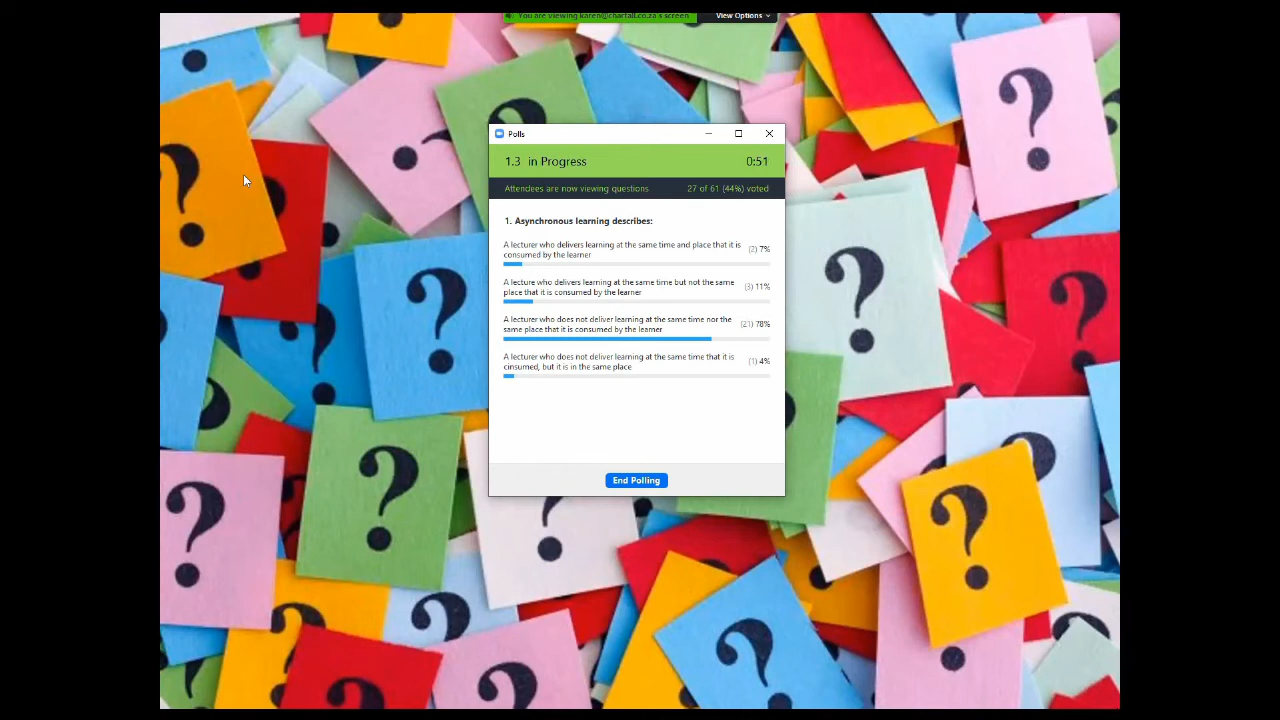 You are viewing karen@charfall.co.za's screen View Options
Polls
1.3 in Progress 0:51
Attendees are now viewing questions 27 of 61 (44%) voted
1. Asynchronous learning describes:
A lecturer who delivers learning at the same time and place that it is
consumed by the learner
(2) 7%
A lecture who delivers learning at the same time but not the same
place that it is consumed by the learner
(3) 11%
A lecturer who does not deliver learning at the same time nor the
same place that it is consumed by the learner
(21) 78%
A lecturer who does not deliver learning at the same time that it is
cinsumed, but it is in the same place
(1) 4%
End Polling